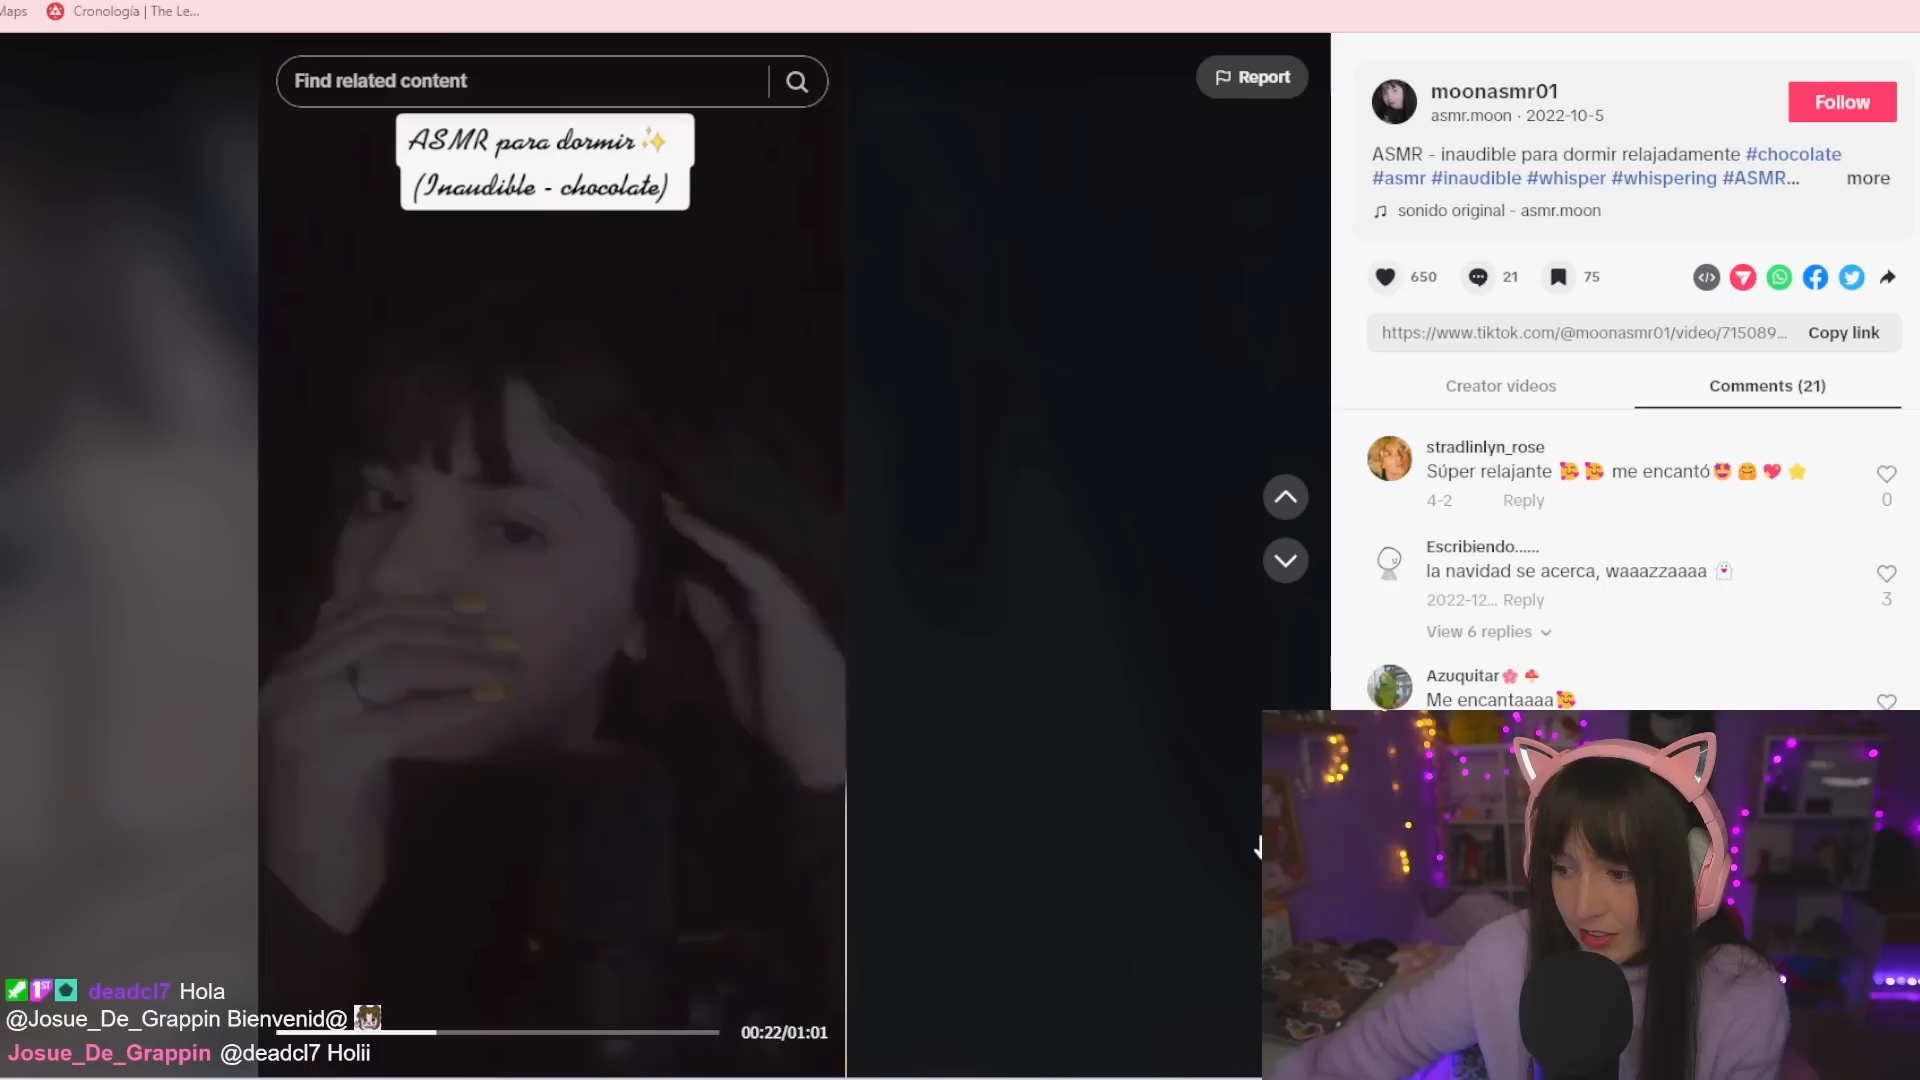 Maps
Cronología | The Le...
Find related content
Report
ASMR para dormir✨
(Inaudible - chocolate)
moonasmr01
asmr.moon · 2022-10-5
Follow
ASMR - inaudible para dormir relajadamente #chocolate
#asmr #inaudible #whisper #whispering #ASMR...
more
sonido original - asmr.moon
650
21
75
https://www.tiktok.com/@moonasmr01/video/715089...
Copy link
Creator videos
Comments (21)
stradlinlyn_rose
Súper relajante 🥰 🥰 me encantó🤩 🤗 💖 ⭐
4-2
Reply
0
Escribiendo......
la navidad se acerca, waaazzaaaa 👻
2022-12...
Reply
3
View 6 replies
Azuquitar🌸 🍄
Me encantaaaa🥰
1ST
deadcl7 Hola
@Josue_De_Grappin Bienvenid@
00:22/01:01
Josue_De_Grappin @deadcl7 Holii